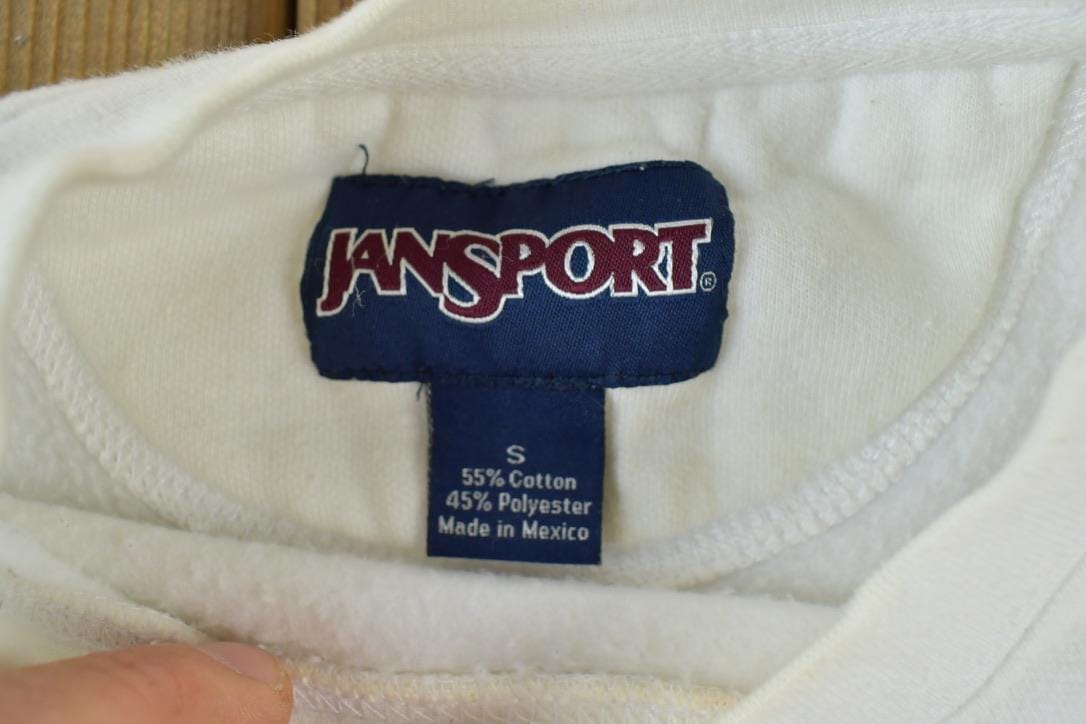 JANSPORT®
S
55% Cotton
45% Polyester
Made in Mexico